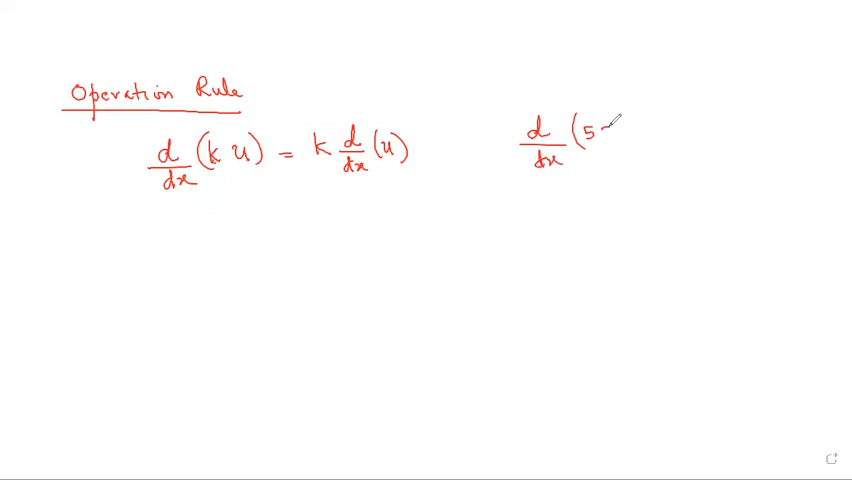 Operation Rule
d/dx (k u) = k d/dx (u)
d/dx (5